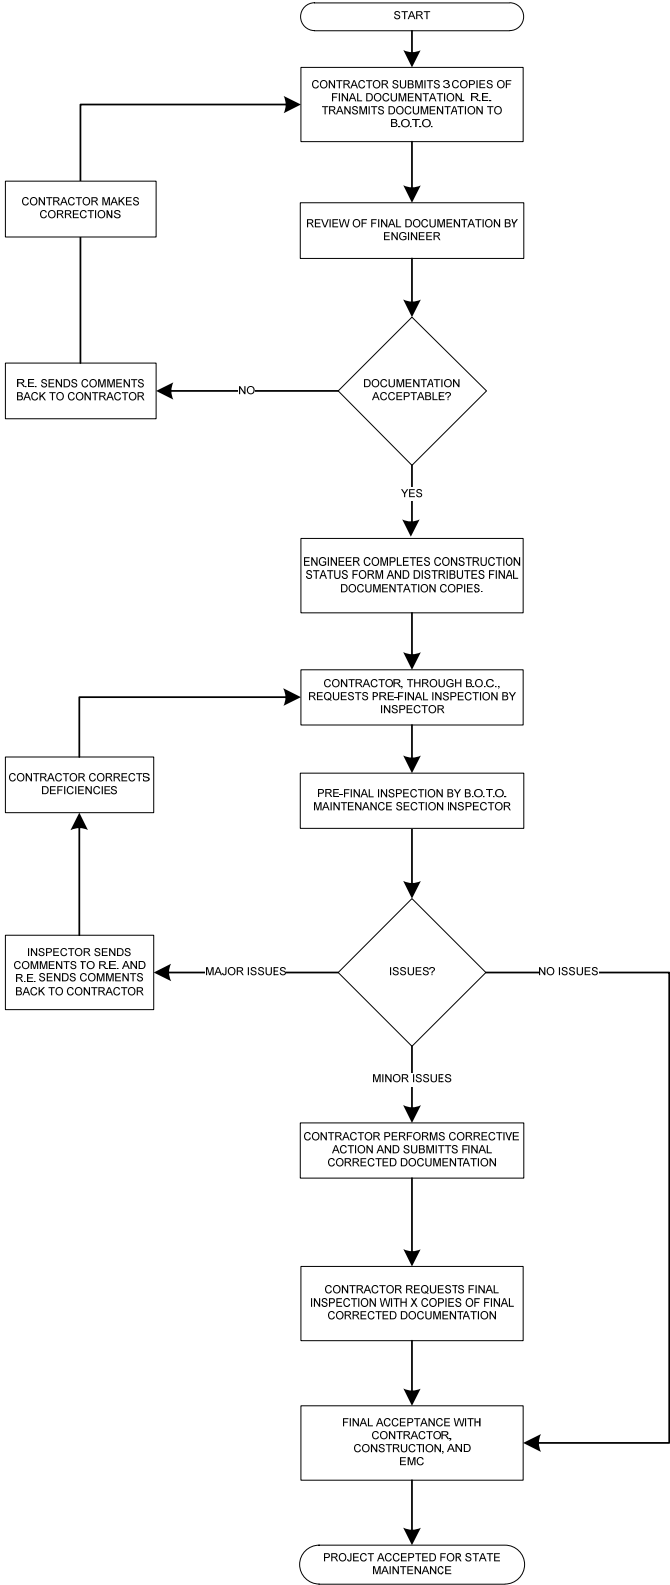 START
CONTRACTOR SUBMITS 3 COPIES OF
FINAL DOCUMENTATION. R.E.
TRANSMITS DOCUMENTATION TO
B.O.T.O.
CONTRACTOR MAKES
CORRECTIONS
REVIEW OF FINAL DOCUMENTATION BY
ENGINEER
R.E. SENDS COMMENTS
BACK TO CONTRACTOR
NO
DOCUMENTATION
ACCEPTABLE?
YES
ENGINEER COMPLETES CONSTRUCTION
STATUS FORM AND DISTRIBUTES FINAL
DOCUMENTATION COPIES.
CONTRACTOR, THROUGH B.O.C.,
REQUESTS PRE-FINAL INSPECTION BY
INSPECTOR
CONTRACTOR CORRECTS
DEFICIENCIES
PRE-FINAL INSPECTION BY B.O.T.O.
MAINTENANCE SECTION INSPECTOR
INSPECTOR SENDS
COMMENTS TO R.E. AND
R.E. SENDS COMMENTS
BACK TO CONTRACTOR
MAJOR ISSUES
ISSUES?
NO ISSUES
MINOR ISSUES
CONTRACTOR PERFORMS CORRECTIVE
ACTION AND SUBMITTS FINAL
CORRECTED DOCUMENTATION
CONTRACTOR REQUESTS FINAL
INSPECTION WITH X COPIES OF FINAL
CORRECTED DOCUMENTATION
FINAL ACCEPTANCE WITH
CONTRACTOR,
CONSTRUCTION, AND
EMC
PROJECT ACCEPTED FOR STATE
MAINTENANCE